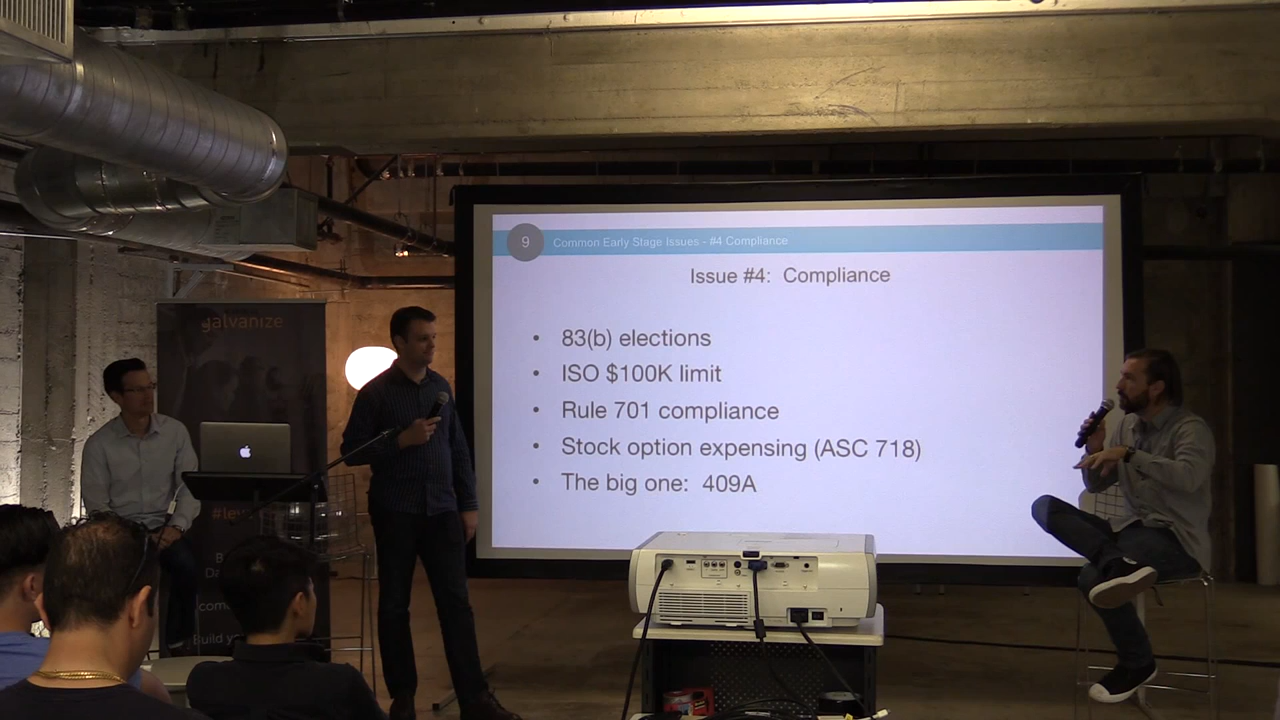 9
Common Early Stage Issues - #4 Compliance
Issue #4: Compliance
• 83(b) elections
• ISO $100K limit
• Rule 701 compliance
• Stock option expensing (ASC 718)
• The big one: 409A
galvanize
Build